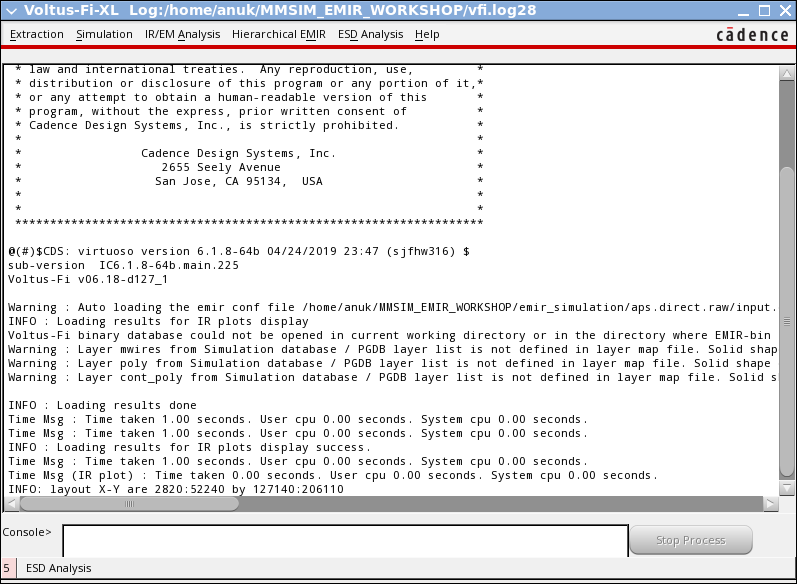 Voltus-Fi-XL Log:/home/anuk/MMSIM_EMIR_WORKSHOP/vfi.log28
Extraction Simulation IR/EM Analysis Hierarchical EMIR ESD Analysis Help
cādence
* law and international treaties. Any reproduction, use, *
* distribution or disclosure of this program or any portion of it,*
* or any attempt to obtain a human-readable version of this *
* program, without the express, prior written consent of *
* Cadence Design Systems, Inc., is strictly prohibited. *
* *
* Cadence Design Systems, Inc. *
* 2655 Seely Avenue *
* San Jose, CA 95134, USA *
* *
* *
*******************************************************************
@(#)$CDS: virtuoso version 6.1.8-64b 04/24/2019 23:47 (sjfhw316) $
sub-version IC6.1.8-64b.main.225
Voltus-Fi v06.18-d127_1
Warning : Auto loading the emir conf file /home/anuk/MMSIM_EMIR_WORKSHOP/emir_simulation/aps.direct.raw/input.
INFO : Loading results for IR plots display
Voltus-Fi binary database could not be opened in current working directory or in the directory where EMIR-bin
Warning : Layer mwires from Simulation database / PGDB layer list is not defined in layer map file. Solid shap
Warning : Layer poly from Simulation database / PGDB layer list is not defined in layer map file. Solid shape
Warning : Layer cont_poly from Simulation database / PGDB layer list is not defined in layer map file. Solid s
INFO : Loading results done
Time Msg : Time taken 1.00 seconds. User cpu 0.00 seconds. System cpu 0.00 seconds.
Time Msg : Time taken 1.00 seconds. User cpu 0.00 seconds. System cpu 0.00 seconds.
INFO : Loading results for IR plots display success.
Time Msg : Time taken 1.00 seconds. User cpu 0.00 seconds. System cpu 0.00 seconds.
Time Msg (IR plot) : Time taken 0.00 seconds. User cpu 0.00 seconds. System cpu 0.00 seconds.
INFO: layout X-Y are 2820:52240 by 127140:206110
Console>
Stop Process
5 ESD Analysis